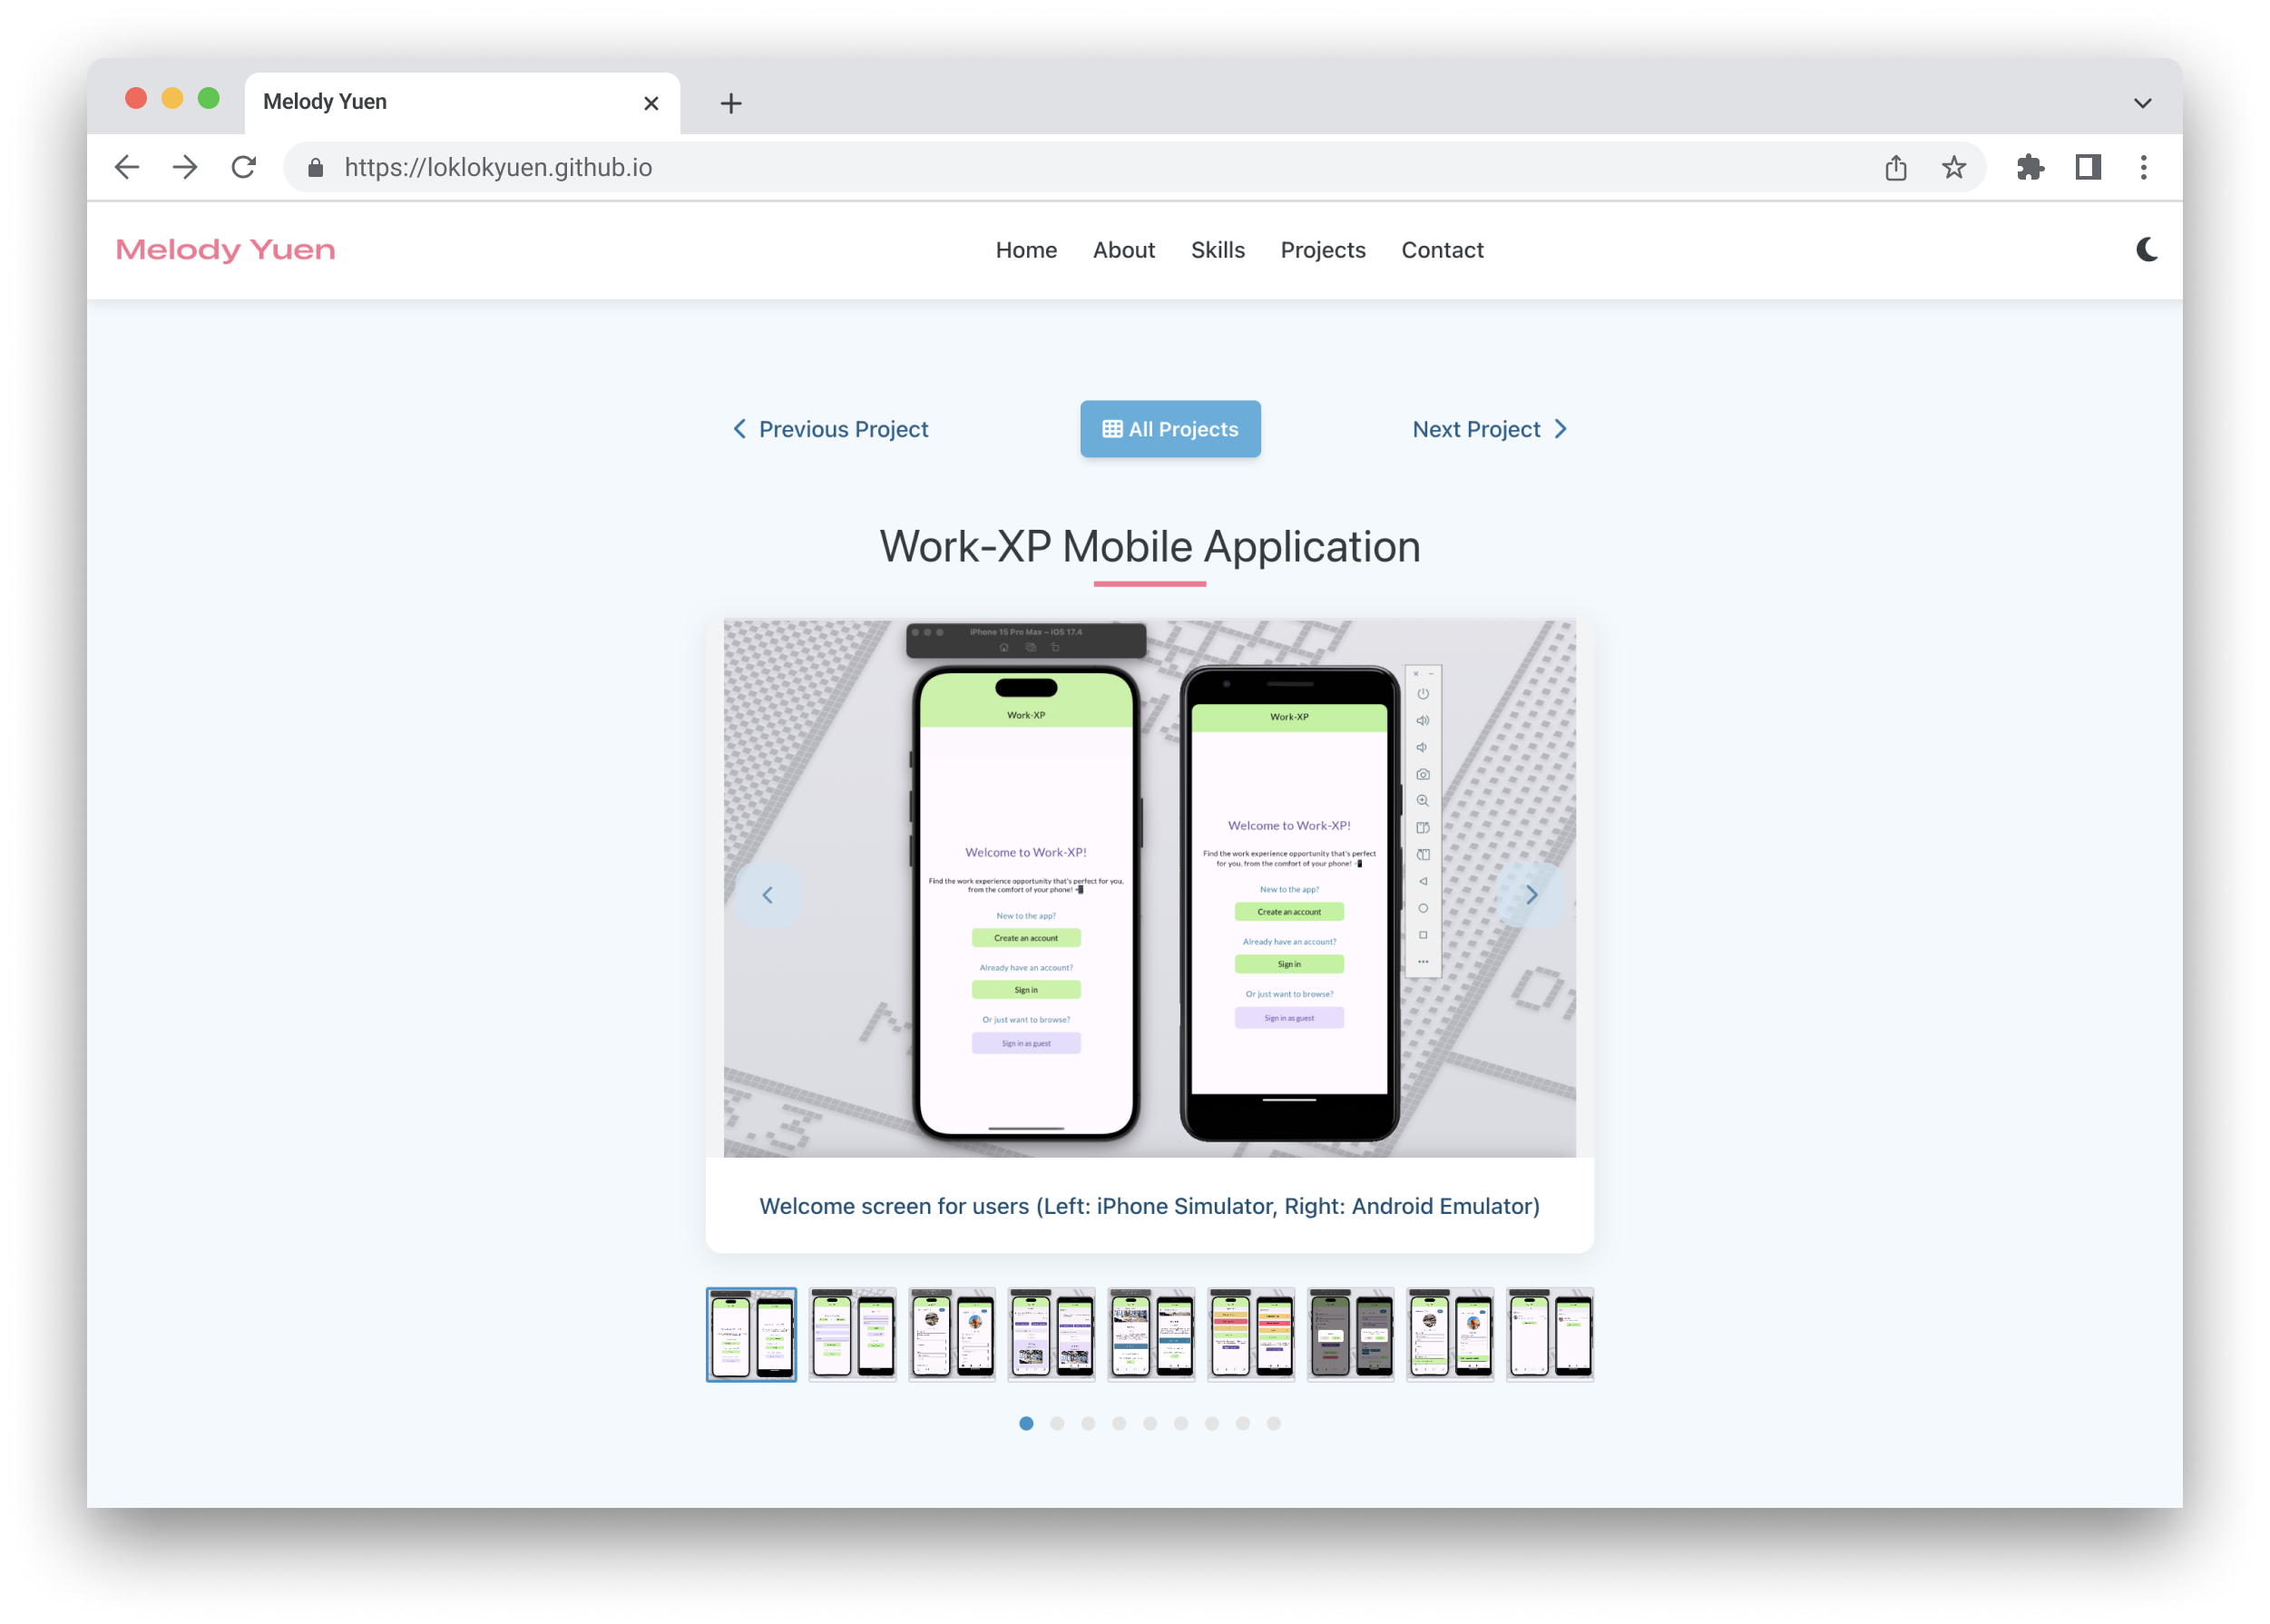 Melody Yuen
https://loklokyuen.github.io
Melody Yuen
Home About Skills Projects Contact
Previous Project
All Projects
Next Project
Work-XP Mobile Application
iPhone 15 Pro Max – iOS 17.4
Work-XP
Welcome to Work-XP!
Find the work experience opportunity that's perfect for you,
from the comfort of your phone!
New to the app?
Create an account
Already have an account?
Sign in
Or just want to browse?
Sign in as guest
Work-XP
Welcome to Work-XP!
Find the work experience opportunity that's perfect
for you, from the comfort of your phone!
New to the app?
Create an account
Already have an account?
Sign in
Or just want to browse?
Sign in as guest
Welcome screen for users (Left: iPhone Simulator, Right: Android Emulator)